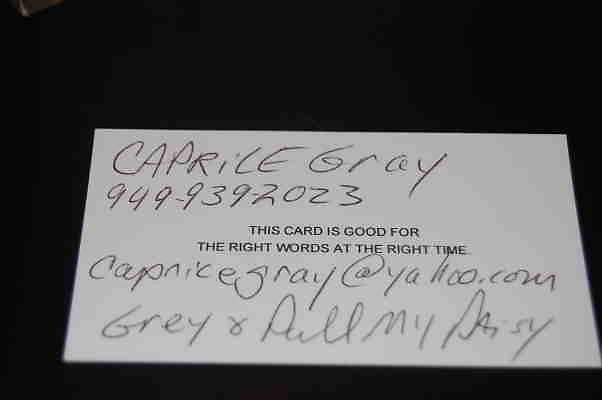 CAPRiCE Gray
949-939-2023
THIS CARD IS GOOD FOR
THE RIGHT WORDS AT THE RIGHT TIME.
Capricegray@yahoo.com
Grey & Pull My Daisy